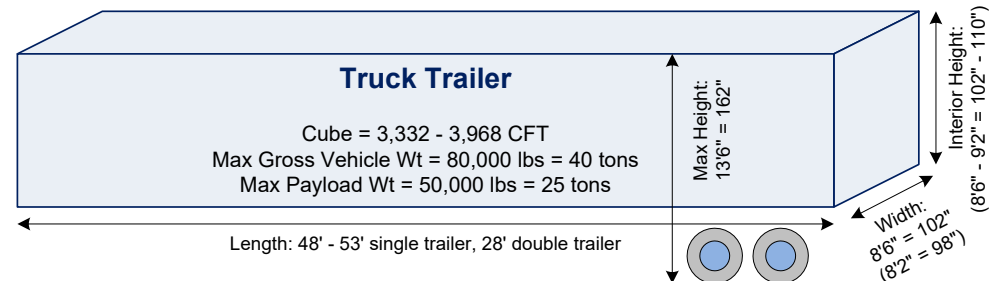 Truck Trailer
Cube = 3,332 - 3,968 CFT
Max Gross Vehicle Wt = 80,000 lbs = 40 tons
Max Payload Wt = 50,000 lbs = 25 tons
Max Height:
13'6" = 162"
Interior Height:
(8'6" - 9'2" = 102" - 110")
Width:
8'6" = 102"
(8'2" = 98")
Length: 48' - 53' single trailer, 28' double trailer